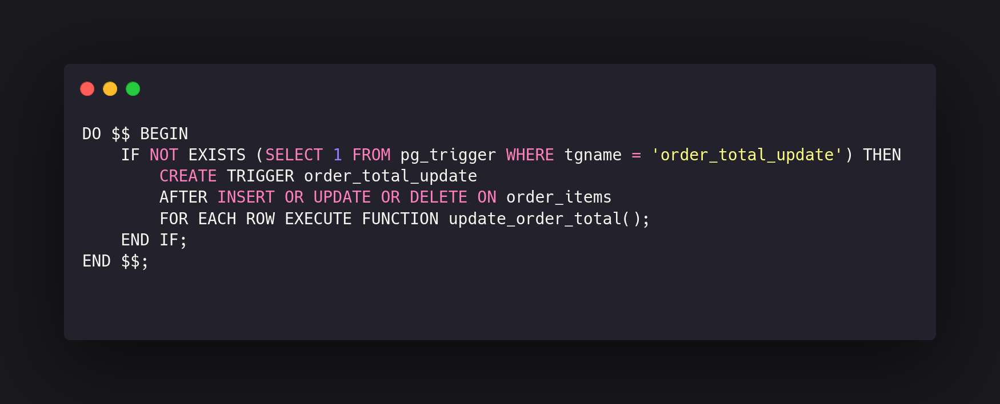 DO $$ BEGIN
    IF NOT EXISTS (SELECT 1 FROM pg_trigger WHERE tgname = 'order_total_update') THEN
        CREATE TRIGGER order_total_update
        AFTER INSERT OR UPDATE OR DELETE ON order_items
        FOR EACH ROW EXECUTE FUNCTION update_order_total();
    END IF;
END $$;